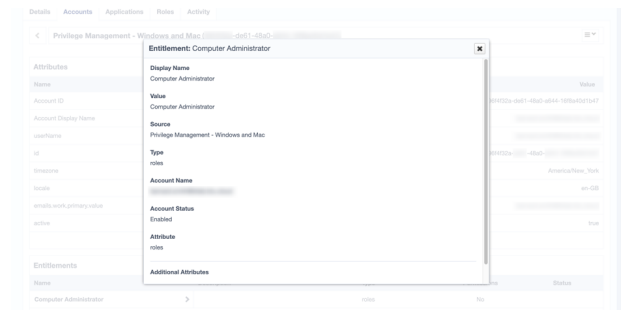 Details Accounts Applications Roles Activity
Privilege Management - Windows and Mac -de61-48a0-
Entitlement: Computer Administrator
Display Name
Computer Administrator
Value
Computer Administrator
Source
Privilege Management - Windows and Mac
Type
roles
Account Name
Account Status
Enabled
Attribute
roles
Additional Attributes
Attributes
Name Value
Account ID
Account Display Name
userName
id -48a0-
timezone America/New_York
locale en-GB
emails.work.primary.value
active true
Entitlements
Name Status
Computer Administrator roles No